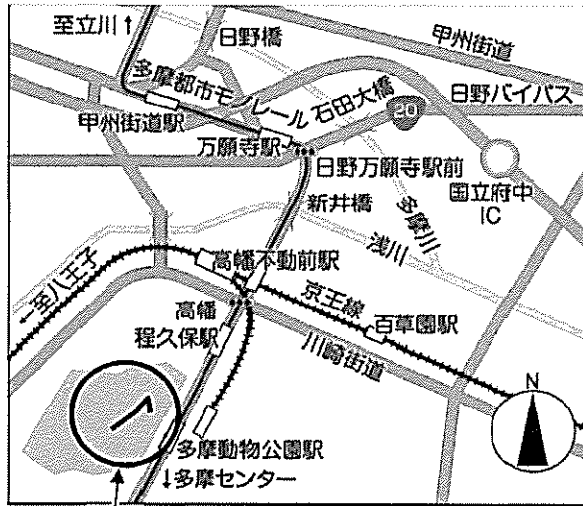 至立川↑
日野橋
甲州街道
多摩都市モノレール
石田大橋
20
日野バイパス
甲州街道駅
万願寺駅
日野万願寺駅前
国立府中
IC
新井橋
多摩川
浅川
高幡不動前駅
←至八王子
京王線
高幡
百草園駅
程久保駅
川崎街道
N
多摩動物公園駅
↓多摩センター